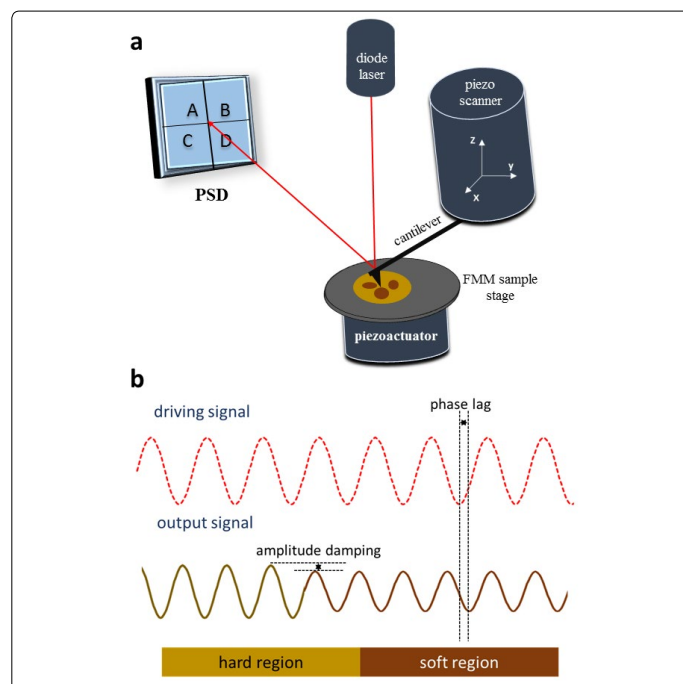 a
diode
laser
piezo
scanner
A B
C D
z
y
x
PSD
cantilever
FMM sample
stage
piezoactuator
b
phase lag
driving signal
output signal
amplitude damping
hard region
soft region